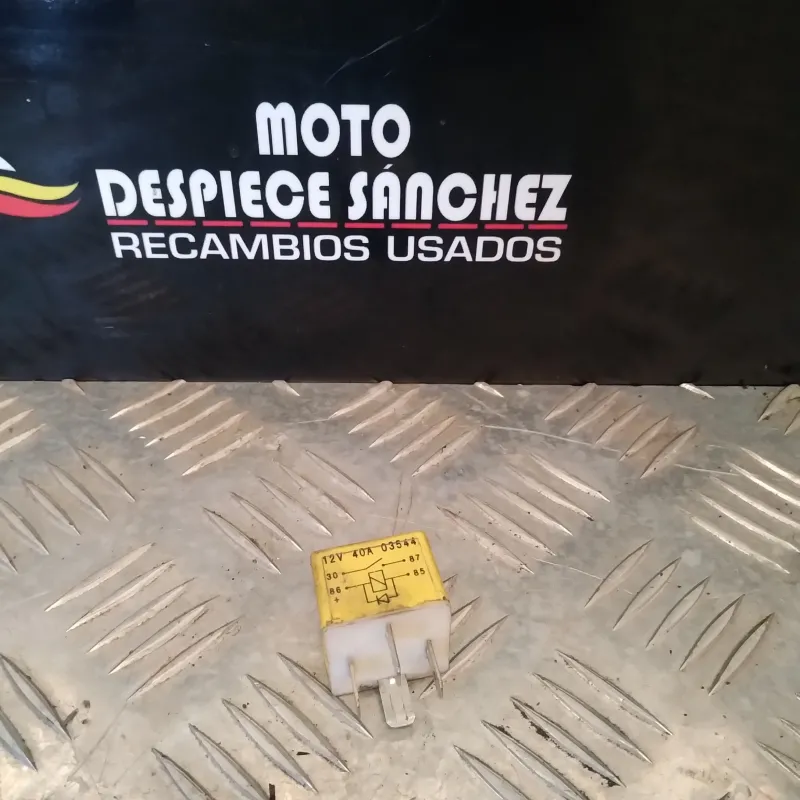 MOTO
DESPIECE SÁNCHEZ
RECAMBIOS USADOS
12V 40A 03544
30 87
86 85
+